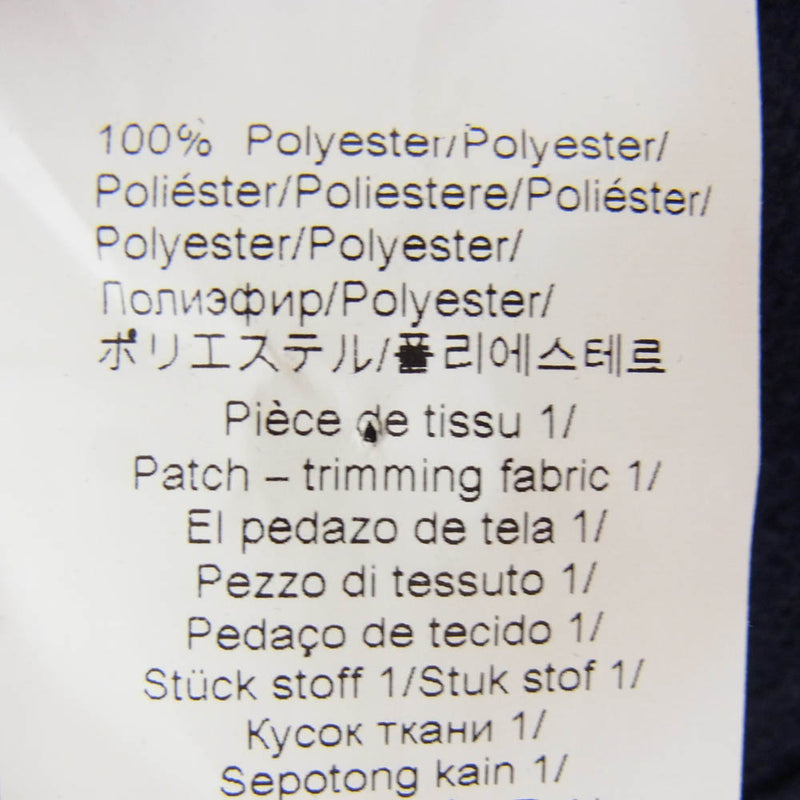 100% Polyester/Polyester/
Poliéster/Poliestere/Poliéster/
Polyester/Polyester/
Полиэфир/Polyester/
ポリエステル/폴리에스테르
Pièce de tissu 1/
Patch – trimming fabric 1/
El pedazo de tela 1/
Pezzo di tessuto 1/
Pedaço de tecido 1/
Stück stoff 1/Stuk stof 1/
Кусок ткани 1/
Sepotong kain 1/